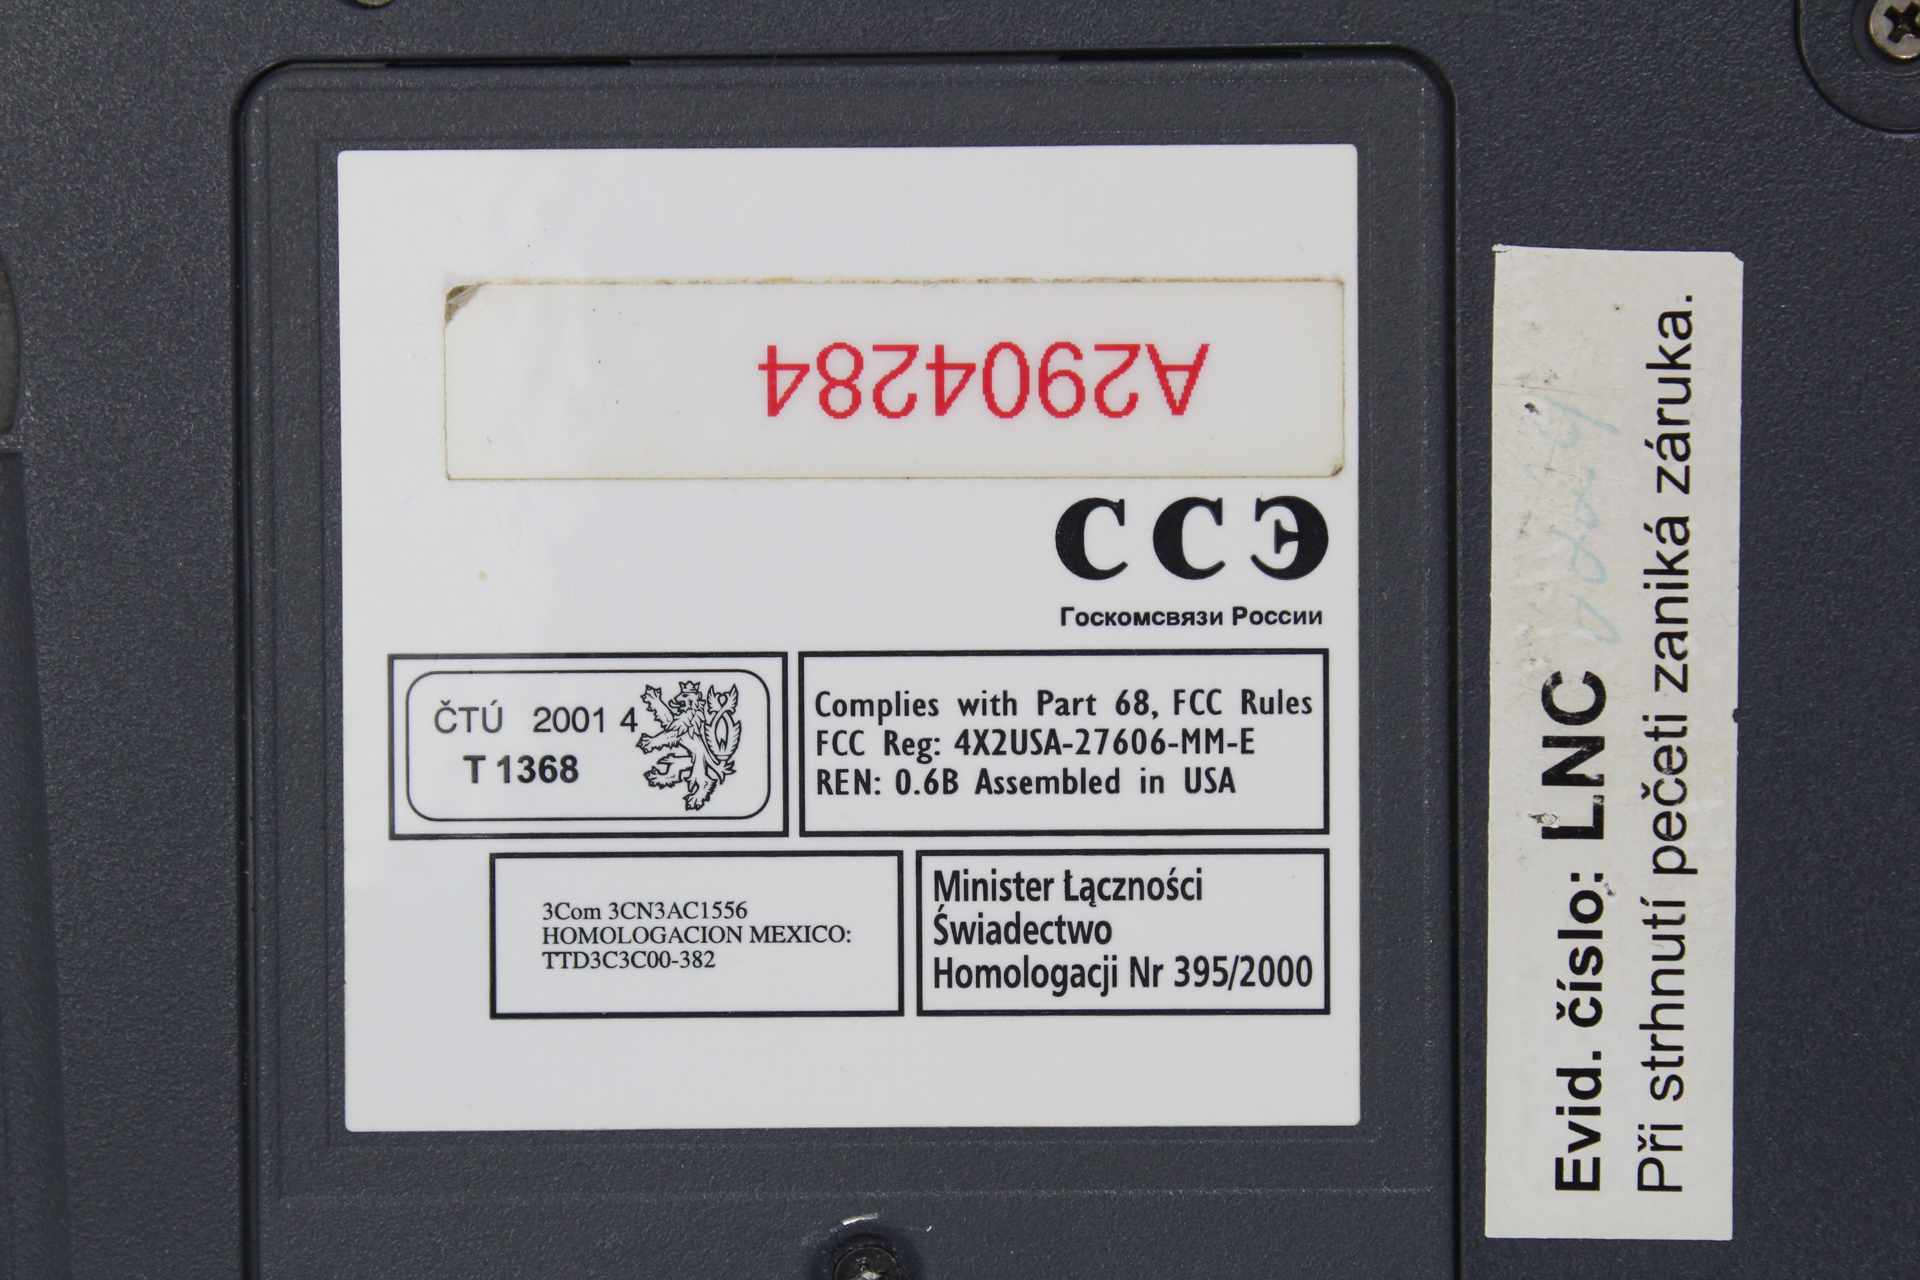 A2904284
ССЭ
Госкомсвязи России
ČTÚ 2001 4
T 1368
Complies with Part 68, FCC Rules
FCC Reg: 4X2USA-27606-MM-E
REN: 0.6B Assembled in USA
3Com 3CN3AC1556
HOMOLOGACION MEXICO:
TTD3C3C00-382
Minister Łączności
Świadectwo
Homologacji Nr 395/2000
Evid. číslo: LNC
Při strhnutí pečeti zaniká záruka.